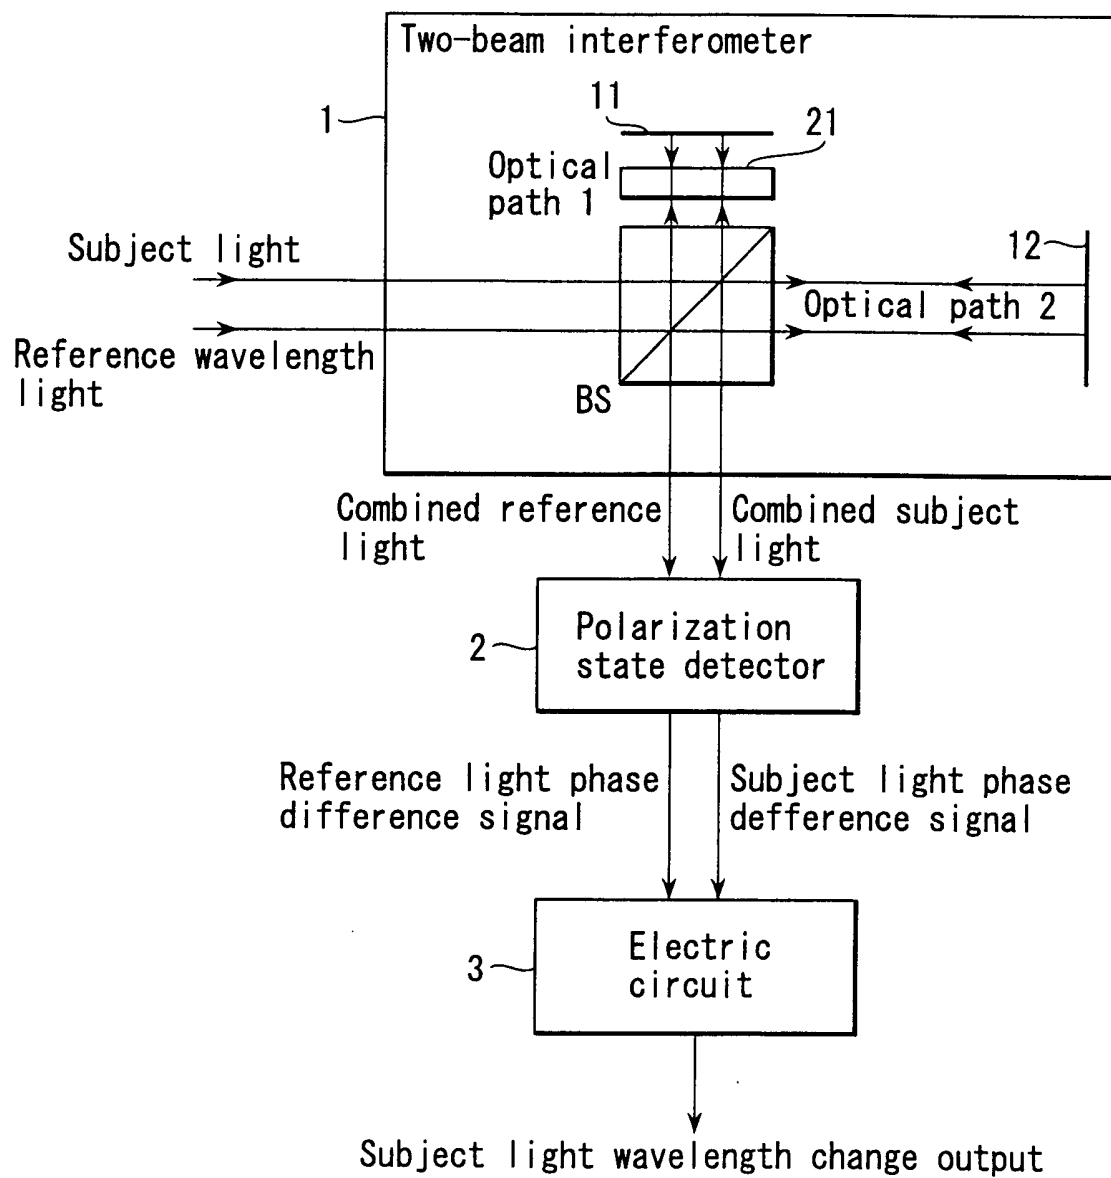 Two-beam interferometer
11
1
21
Optical
path 1
Subject light
12
Optical path 2
Reference wavelength
light
BS
Combined reference
light
Combined subject
light
2
Polarization
state detector
Reference light phase
difference signal
Subject light phase
defference signal
3
Electric
circuit
Subject light wavelength change output